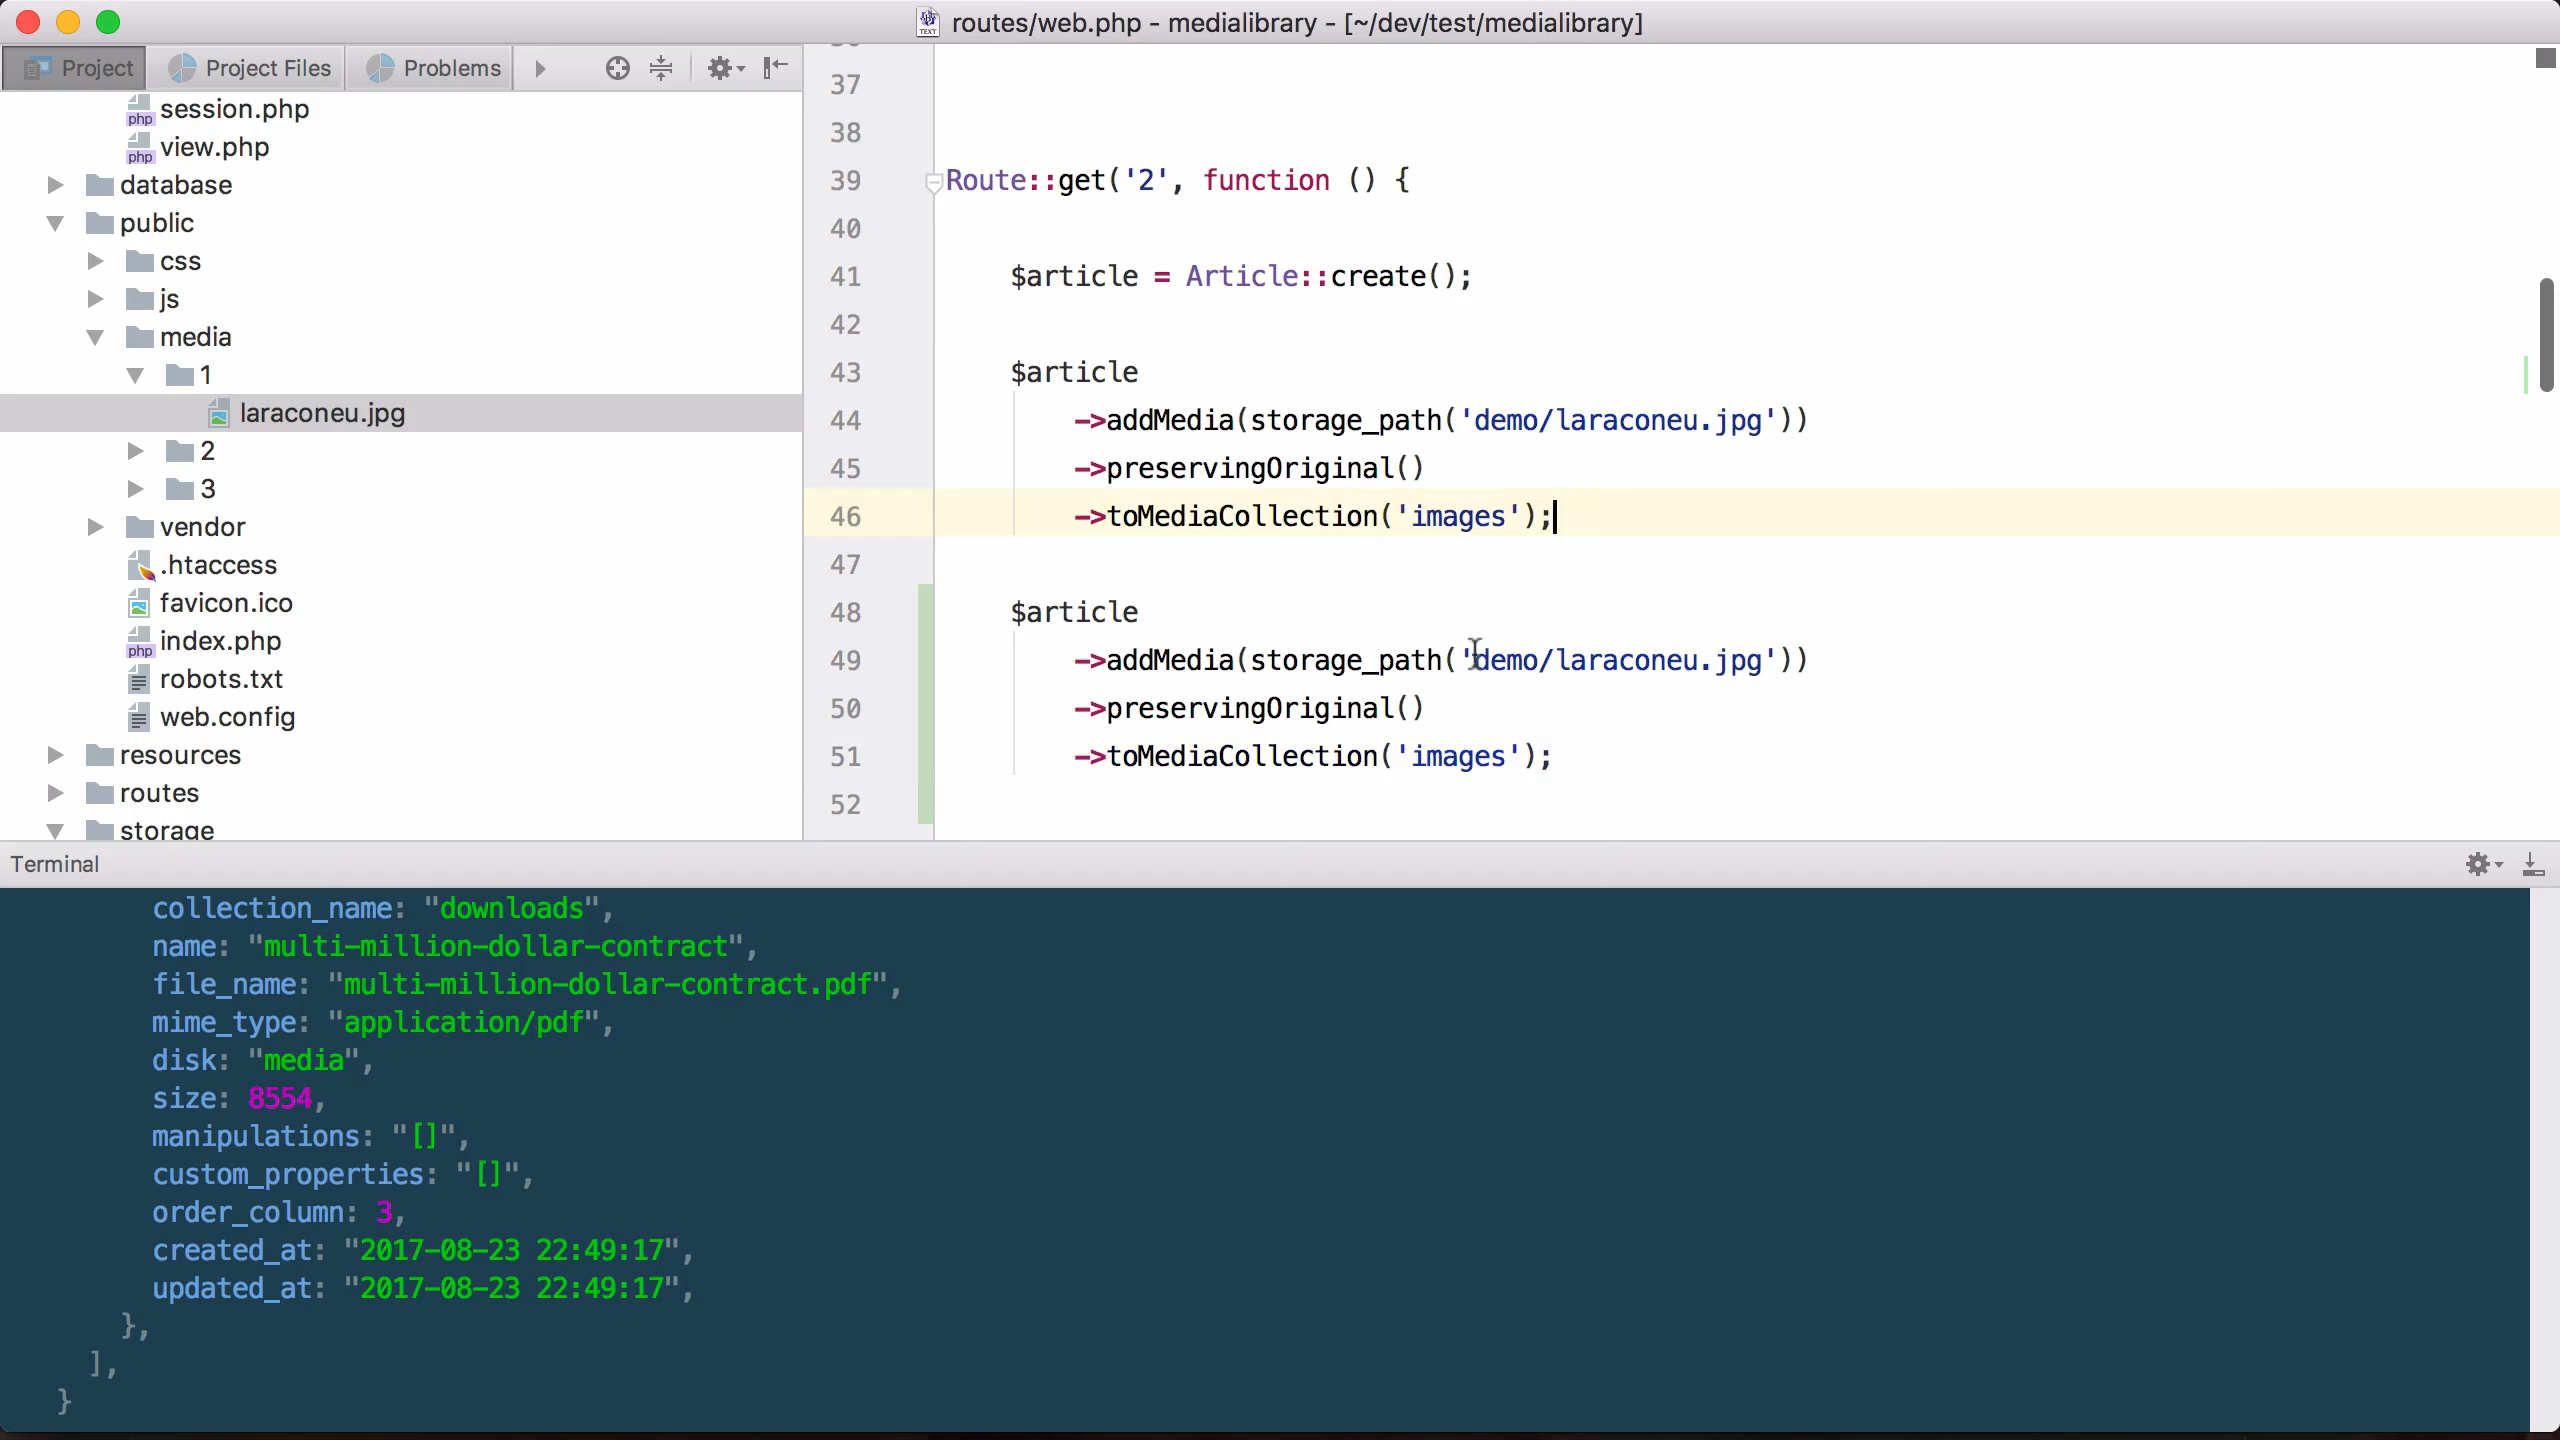 routes/web.php - medialibrary - [~/dev/test/medialibrary]
Project
Project Files
Problems
session.php
view.php
database
public
css
js
media
1
laraconeu.jpg
2
3
vendor
.htaccess
favicon.ico
index.php
robots.txt
web.config
resources
routes
storage
37
38
39 Route::get('2', function () {
40
41 $article = Article::create();
42
43 $article
44 ->addMedia(storage_path('demo/laraconeu.jpg'))
45 ->preservingOriginal()
46 ->toMediaCollection('images');
47
48 $article
49 ->addMedia(storage_path('demo/laraconeu.jpg'))
50 ->preservingOriginal()
51 ->toMediaCollection('images');
52
Terminal
collection_name: "downloads",
name: "multi-million-dollar-contract",
file_name: "multi-million-dollar-contract.pdf",
mime_type: "application/pdf",
disk: "media",
size: 8554,
manipulations: "[]",
custom_properties: "[]",
order_column: 3,
created_at: "2017-08-23 22:49:17",
updated_at: "2017-08-23 22:49:17",
},
],
}